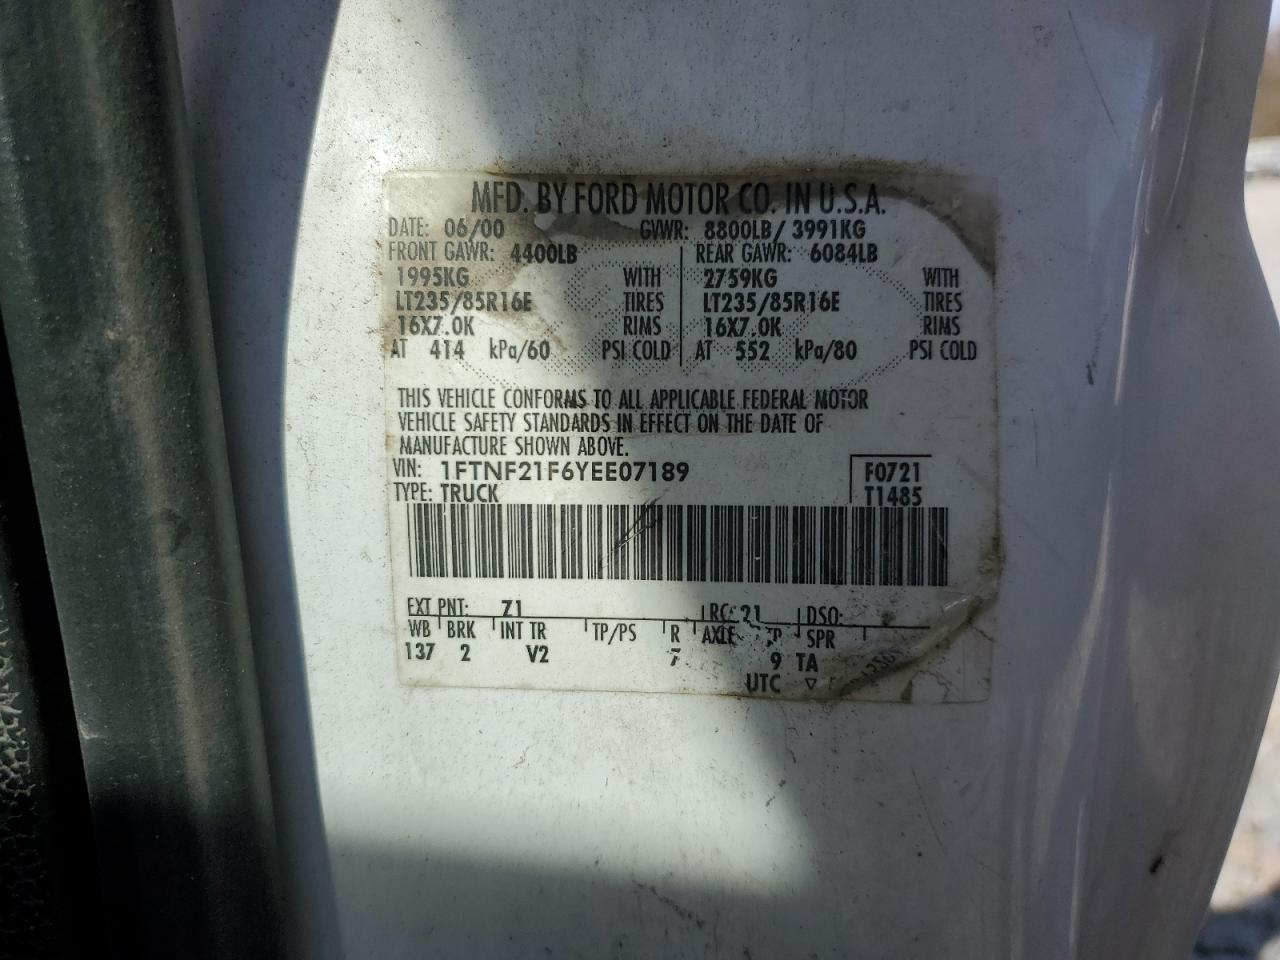 MFD. BY FORD MOTOR CO. IN U.S.A.
DATE: 06/00 GVWR: 8800LB/ 3991KG
FRONT GAWR: 4400LB REAR GAWR: 6084LB
1995KG WITH 2759KG WITH
LT235/85R16E TIRES LT235/85R16E TIRES
16X7.0K RIMS 16X7.0K RIMS
AT 414 kPa/60 PSI COLD AT 552 kPa/80 PSI COLD
THIS VEHICLE CONFORMS TO ALL APPLICABLE FEDERAL MOTOR
VEHICLE SAFETY STANDARDS IN EFFECT ON THE DATE OF
MANUFACTURE SHOWN ABOVE.
VIN: 1FTNF21F6YEE07189 F0721
TYPE: TRUCK T1485
EXT PNT: Z1 21 DSO:
WB BRK INT TR TP/PS R AXLE SPR
137 2 V2 7 9 TA
UTC ▽